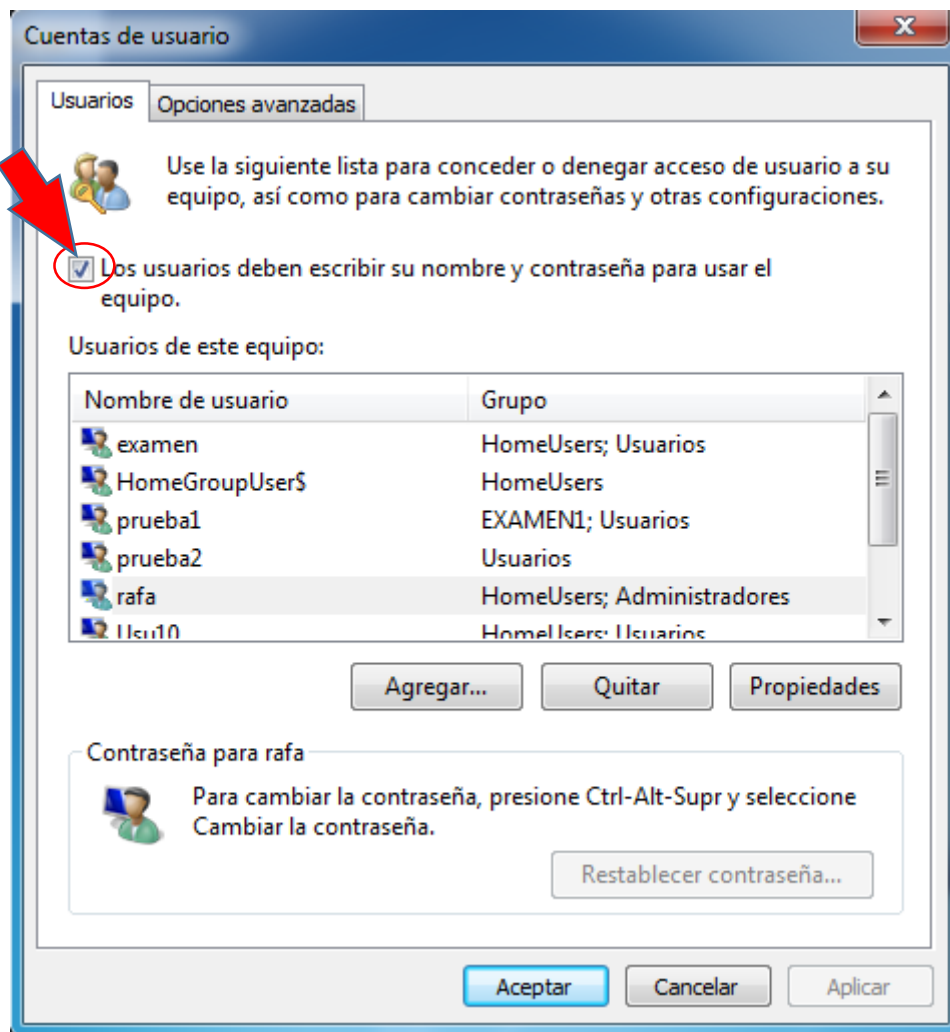 Cuentas de usuario
Usuarios
Opciones avanzadas
Use la siguiente lista para conceder o denegar acceso de usuario a su
equipo, así como para cambiar contraseñas y otras configuraciones.
Los usuarios deben escribir su nombre y contraseña para usar el
equipo.
Usuarios de este equipo:
Nombre de usuario Grupo
examen HomeUsers; Usuarios
HomeGroupUser$ HomeUsers
prueba1 EXAMEN1; Usuarios
prueba2 Usuarios
rafa HomeUsers; Administradores
Usu10 HomeUsers; Usuarios
Agregar... Quitar Propiedades
Contraseña para rafa
Para cambiar la contraseña, presione Ctrl-Alt-Supr y seleccione
Cambiar la contraseña.
Restablecer contraseña...
Aceptar Cancelar Aplicar